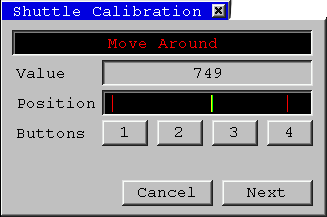 Shuttle Calibration
Move Around
Value 749
Position
Buttons 1 2 3 4
Cancel Next